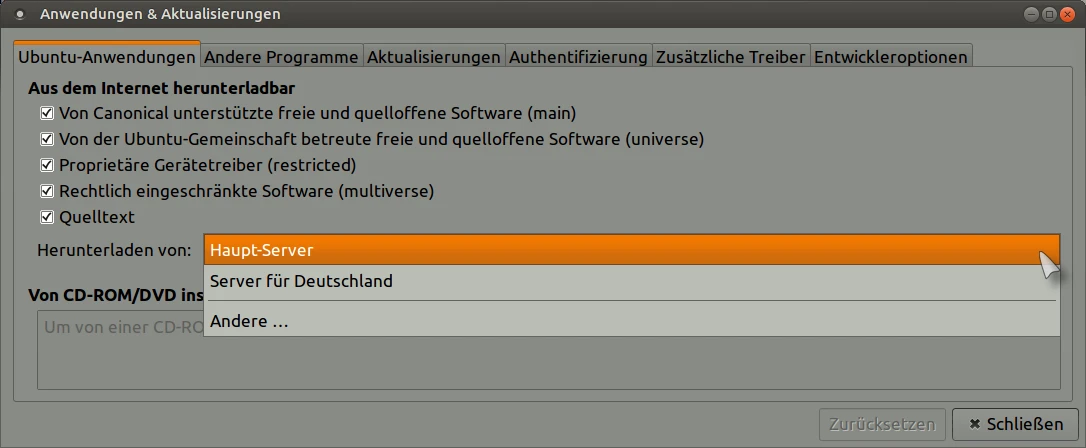 Anwendungen & Aktualisierungen
Ubuntu-Anwendungen Andere Programme Aktualisierungen Authentifizierung Zusätzliche Treiber Entwickleroptionen
Aus dem Internet herunterladbar
Von Canonical unterstützte freie und quelloffene Software (main)
Von der Ubuntu-Gemeinschaft betreute freie und quelloffene Software (universe)
Proprietäre Gerätetreiber (restricted)
Rechtlich eingeschränkte Software (multiverse)
Quelltext
Herunterladen von: Haupt-Server
Server für Deutschland
Von CD-ROM/DVD ins
Andere ...
Um von einer CD-RO
Zurücksetzen Schließen